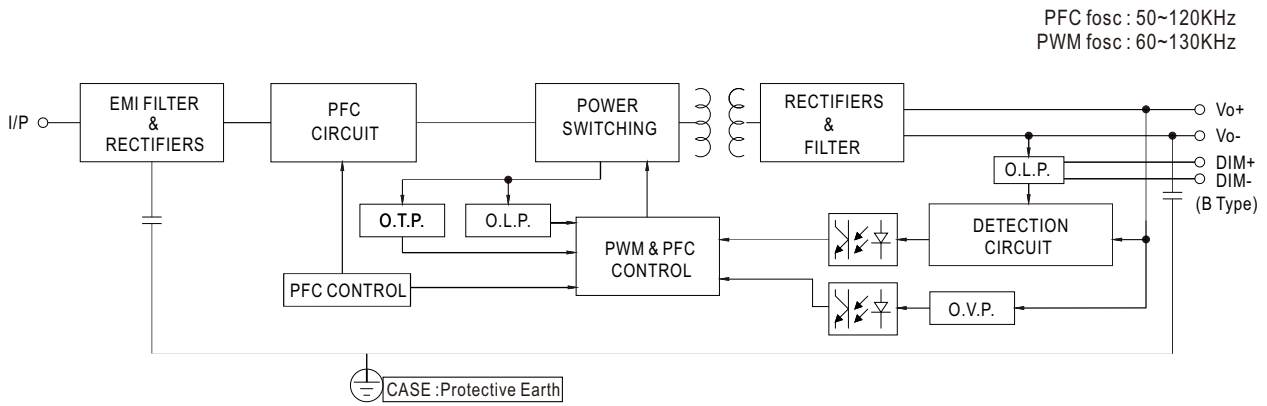 PFC fosc : 50~120KHz
PWM fosc : 60~130KHz
I/P
EMI FILTER
&
RECTIFIERS
PFC
CIRCUIT
POWER
SWITCHING
RECTIFIERS
&
FILTER
Vo+
Vo-
DIM+
DIM-
(B Type)
O.L.P.
O.T.P.
O.L.P.
PWM & PFC
CONTROL
DETECTION
CIRCUIT
PFC CONTROL
O.V.P.
CASE :Protective Earth